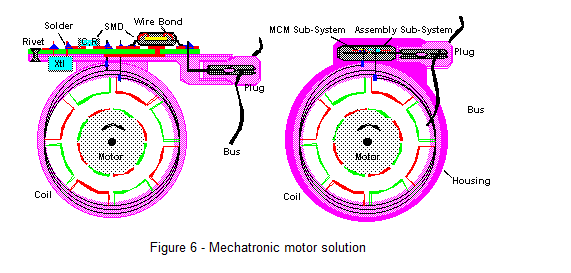 Solder
SMD
Wire Bond
Rivet
C,R
Xtl
Plug
Motor
Bus
Coil
MCM Sub-System
Assembly Sub-System
Plug
Bus
Motor
Housing
Coil
Figure 6 - Mechatronic motor solution